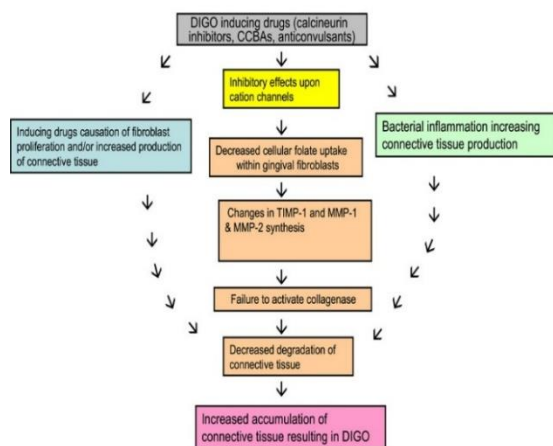 DIGO inducing drugs (calcineurin
inhibitors, CCBAs, anticonvulsants)
Inhibitory effects upon
cation channels
Inducing drugs causation of fibroblast
proliferation and/or increased production
of connective tissue
Decreased cellular folate uptake
within gingival fibroblasts
Bacterial inflammation increasing
connective tissue production
Changes in TIMP-1 and MMP-1
& MMP-2 synthesis
Failure to activate collagenase
Decreased degradation of
connective tissue
Increased accumulation of
connective tissue resulting in DIGO